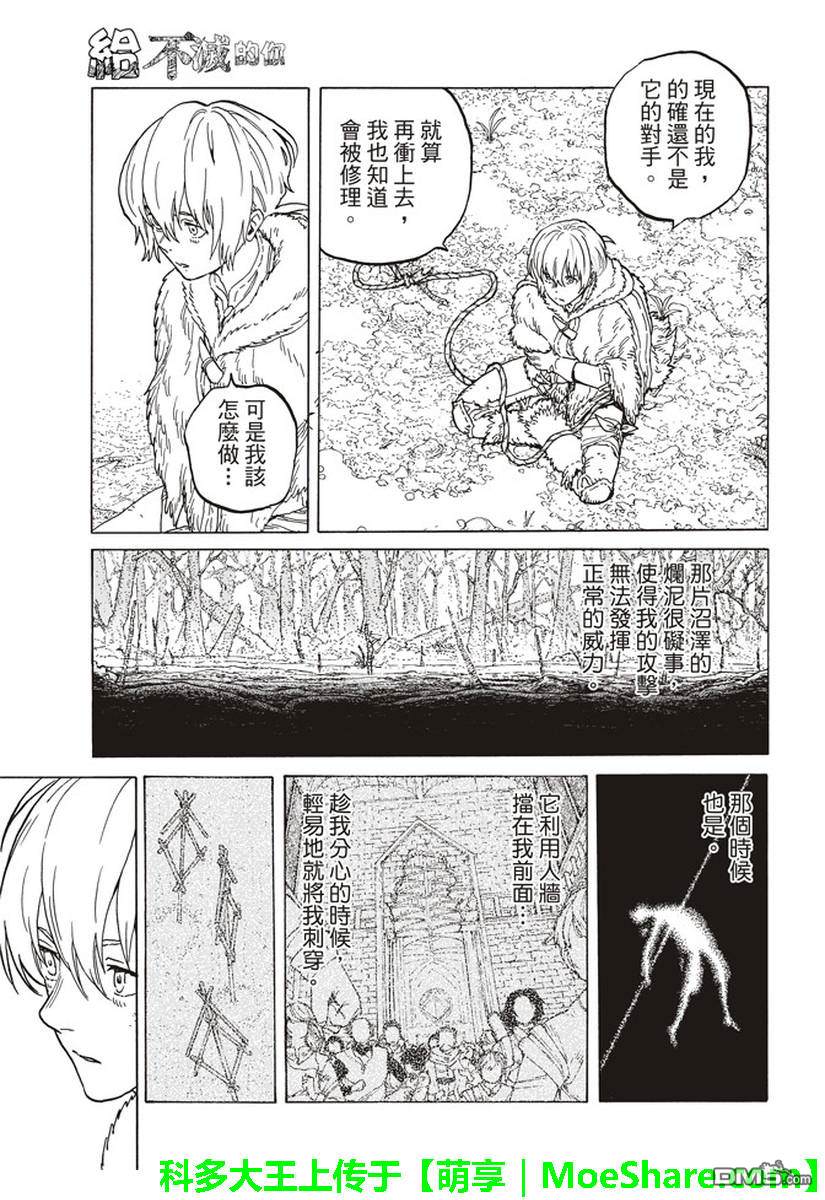 給不滅的你
現在的我，
的確還不是
它的對手。
就算
再衝上去，
我也知道
會被修理。
可是我該
怎麼做…
那片沼澤的
爛泥很礙事，
使得我的攻擊
無法發揮
正常的威力。
那個時候
也是。
它利用人牆
擋在我前面…
趁我分心的時候，
輕易地就將我刺穿。
科多大王上传于【萌享｜MoeShare.com】
DM5.com